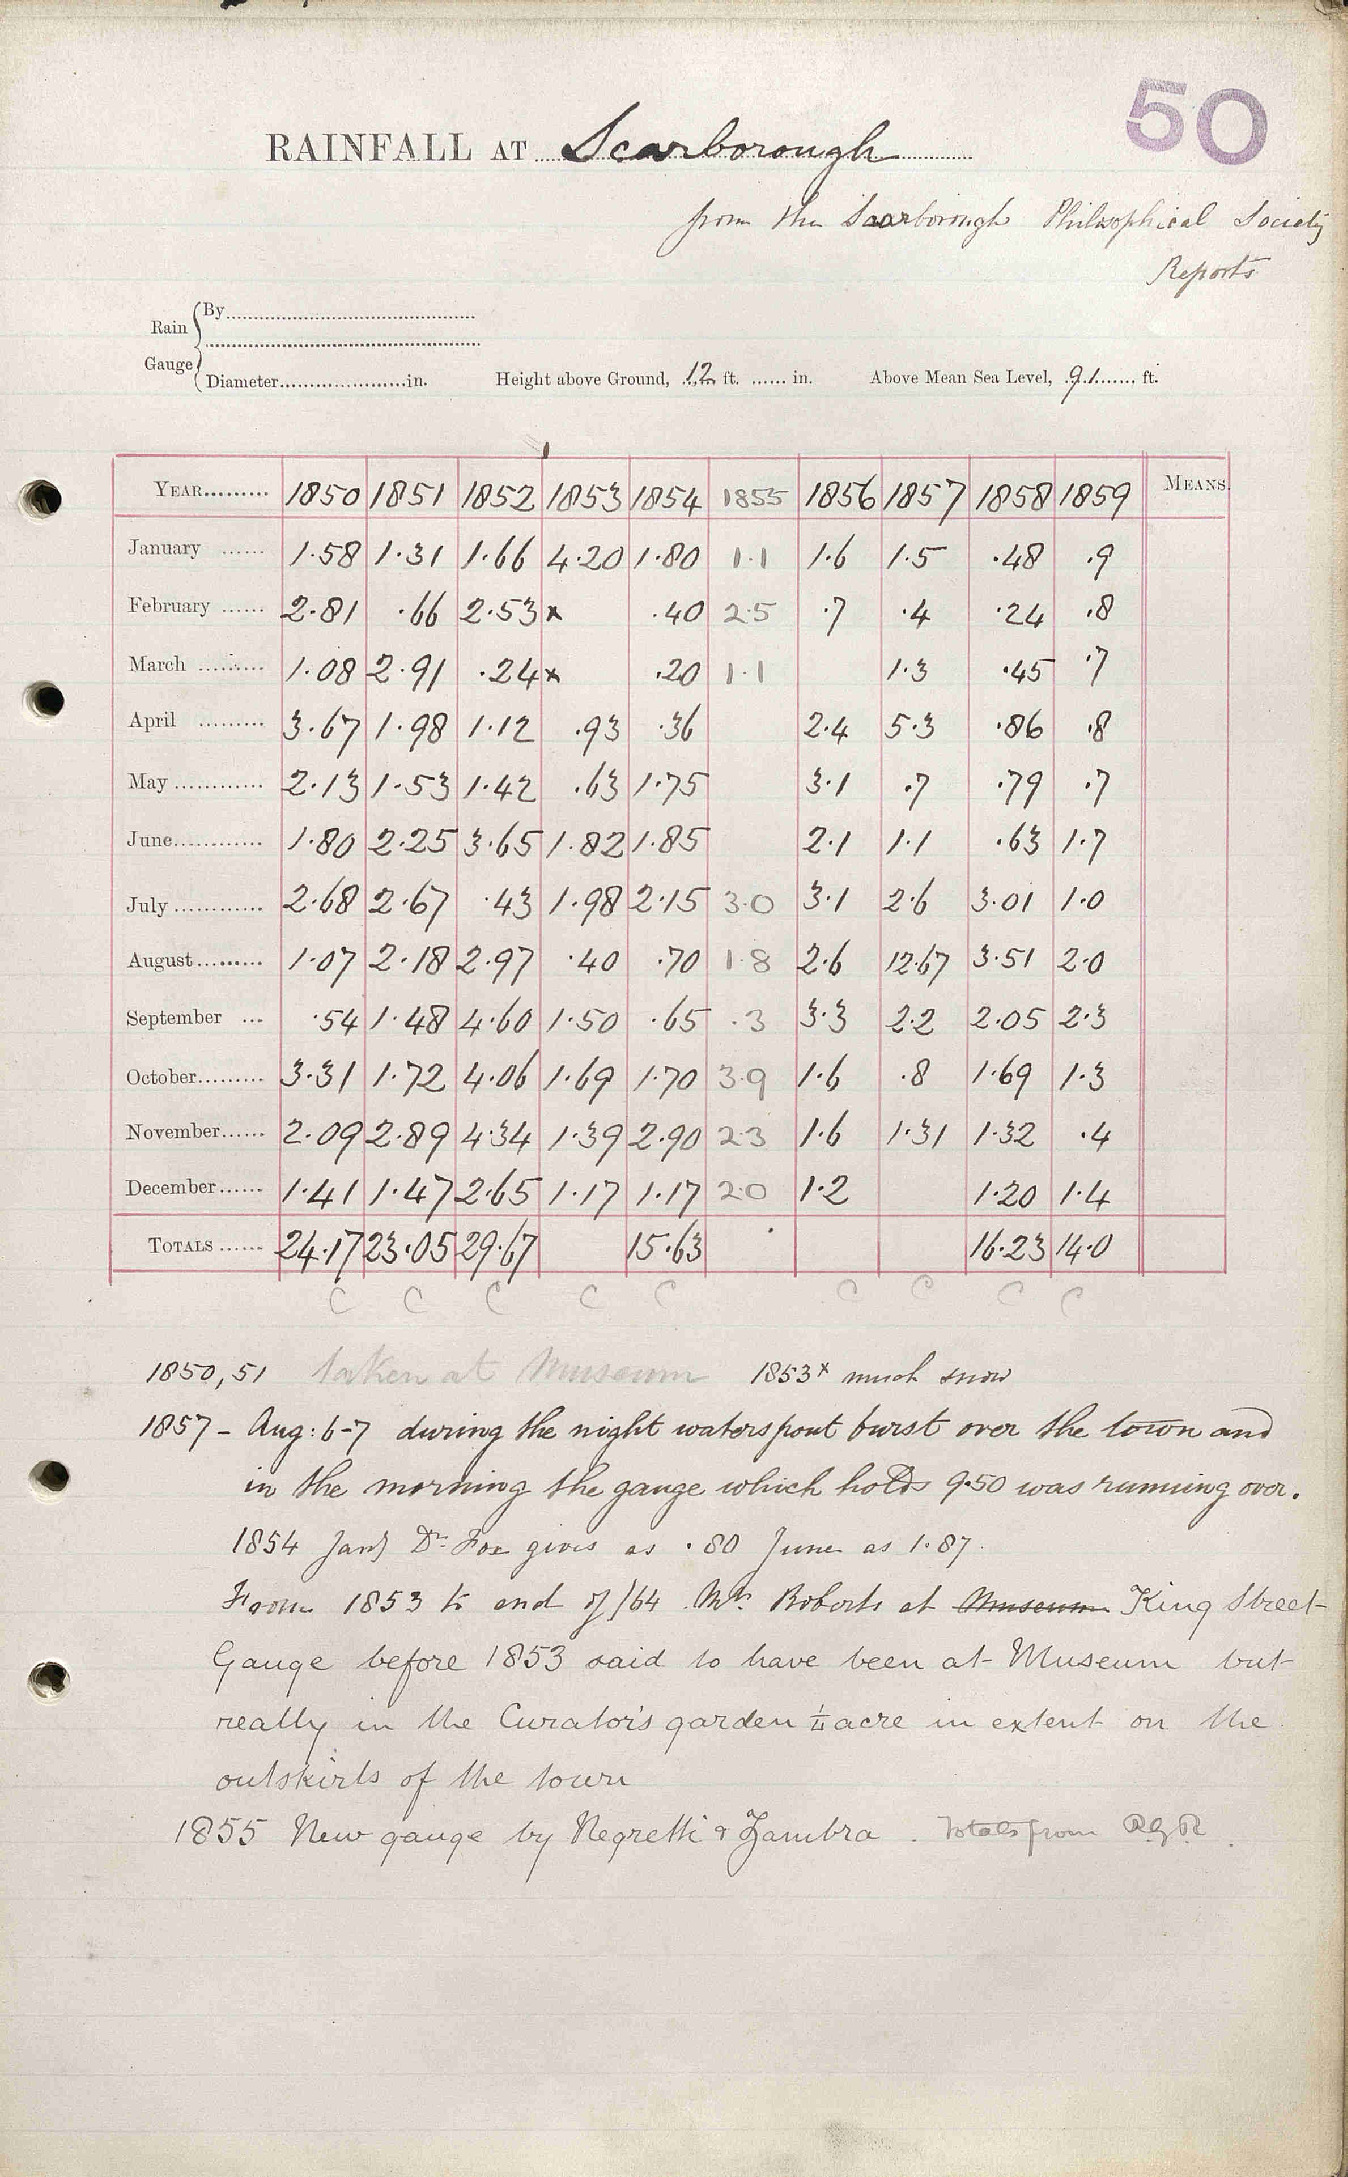 50
RAINFALL AT Scarborough
from the Scarborough Philosophical Society
Reports
Rain Gauge { By
Diameter in. Height above Ground, 12 ft. in. Above Mean Sea Level, 91 ft.
YEAR 1850 1851 1852 1853 1854 1855 1856 1857 1858 1859 MEANS.
January 1.58 1.31 1.66 4.20 1.80 1.1 1.6 1.5 .48 .9
February 2.81 .66 2.53 x .40 2.5 .7 .4 .24 .8
March 1.08 2.91 .24 x .20 1.1 1.3 .45 .7
April 3.67 1.98 1.12 .93 .36 2.4 5.3 .86 .8
May 2.13 1.53 1.42 .63 1.75 3.1 .7 .79 .7
June 1.80 2.25 3.65 1.82 1.85 2.1 1.1 .63 1.7
July 2.68 2.67 .43 1.98 2.15 3.0 3.1 2.6 3.01 1.0
August 1.07 2.18 2.97 .40 .70 1.8 2.6 12.67 3.51 2.0
September .54 1.48 4.60 1.50 .65 .3 3.3 2.2 2.05 2.3
October 3.31 1.72 4.06 1.69 1.70 3.9 1.6 .8 1.69 1.3
November 2.09 2.89 4.34 1.39 2.90 2.3 1.6 1.31 1.32 .4
December 1.41 1.47 2.65 1.17 1.17 2.0 1.2 1.20 1.4
TOTALS 24.17 23.05 29.67 15.63 16.23 14.0
C C C C C C C C C
1850, 51 taken at Museum 1853x much snow
1857 - Aug: 6-7 during the night waterspout burst over the town and
in the morning the gauge which holds 9.50 was running over.
1854 Jany Dr. Fox gives as .80 June as 1.87.
From 1853 to end of /64 Mr. Roberts at Museum King Street
Gauge before 1853 said to have been at Museum but
really in the Curator's garden ¼ acre in extent on the
outskirts of the town
1855 New gauge by Negretti & Zambra. Totals from